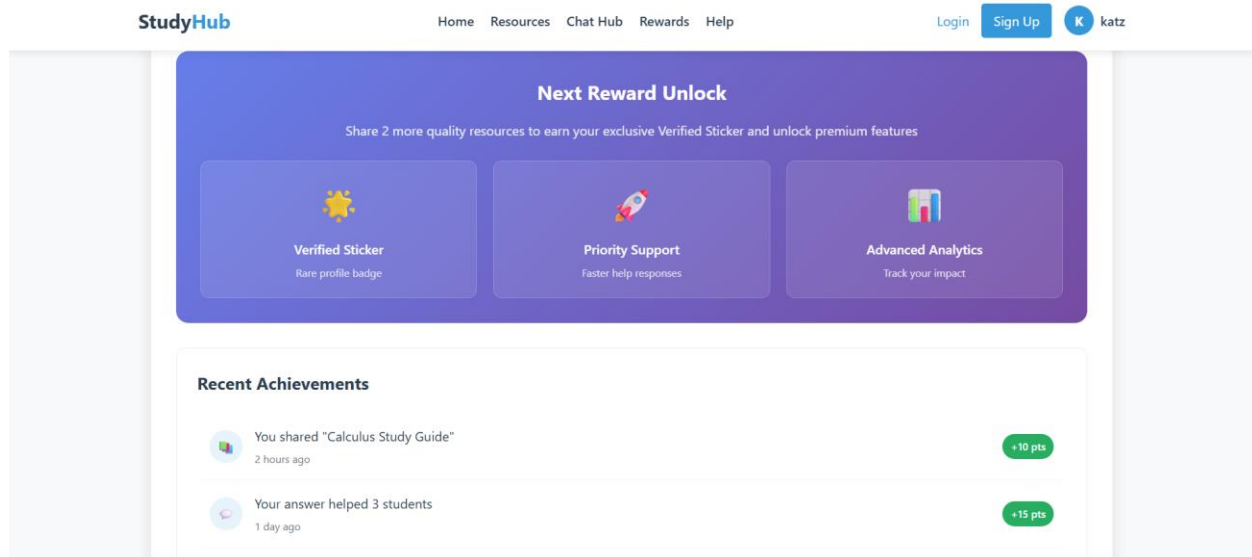 StudyHub
Home Resources Chat Hub Rewards Help
Login Sign Up K katz
Next Reward Unlock
Share 2 more quality resources to earn your exclusive Verified Sticker and unlock premium features
Verified Sticker
Rare profile badge
Priority Support
Faster help responses
Advanced Analytics
Track your impact
Recent Achievements
You shared "Calculus Study Guide"
2 hours ago
+10 pts
Your answer helped 3 students
1 day ago
+15 pts